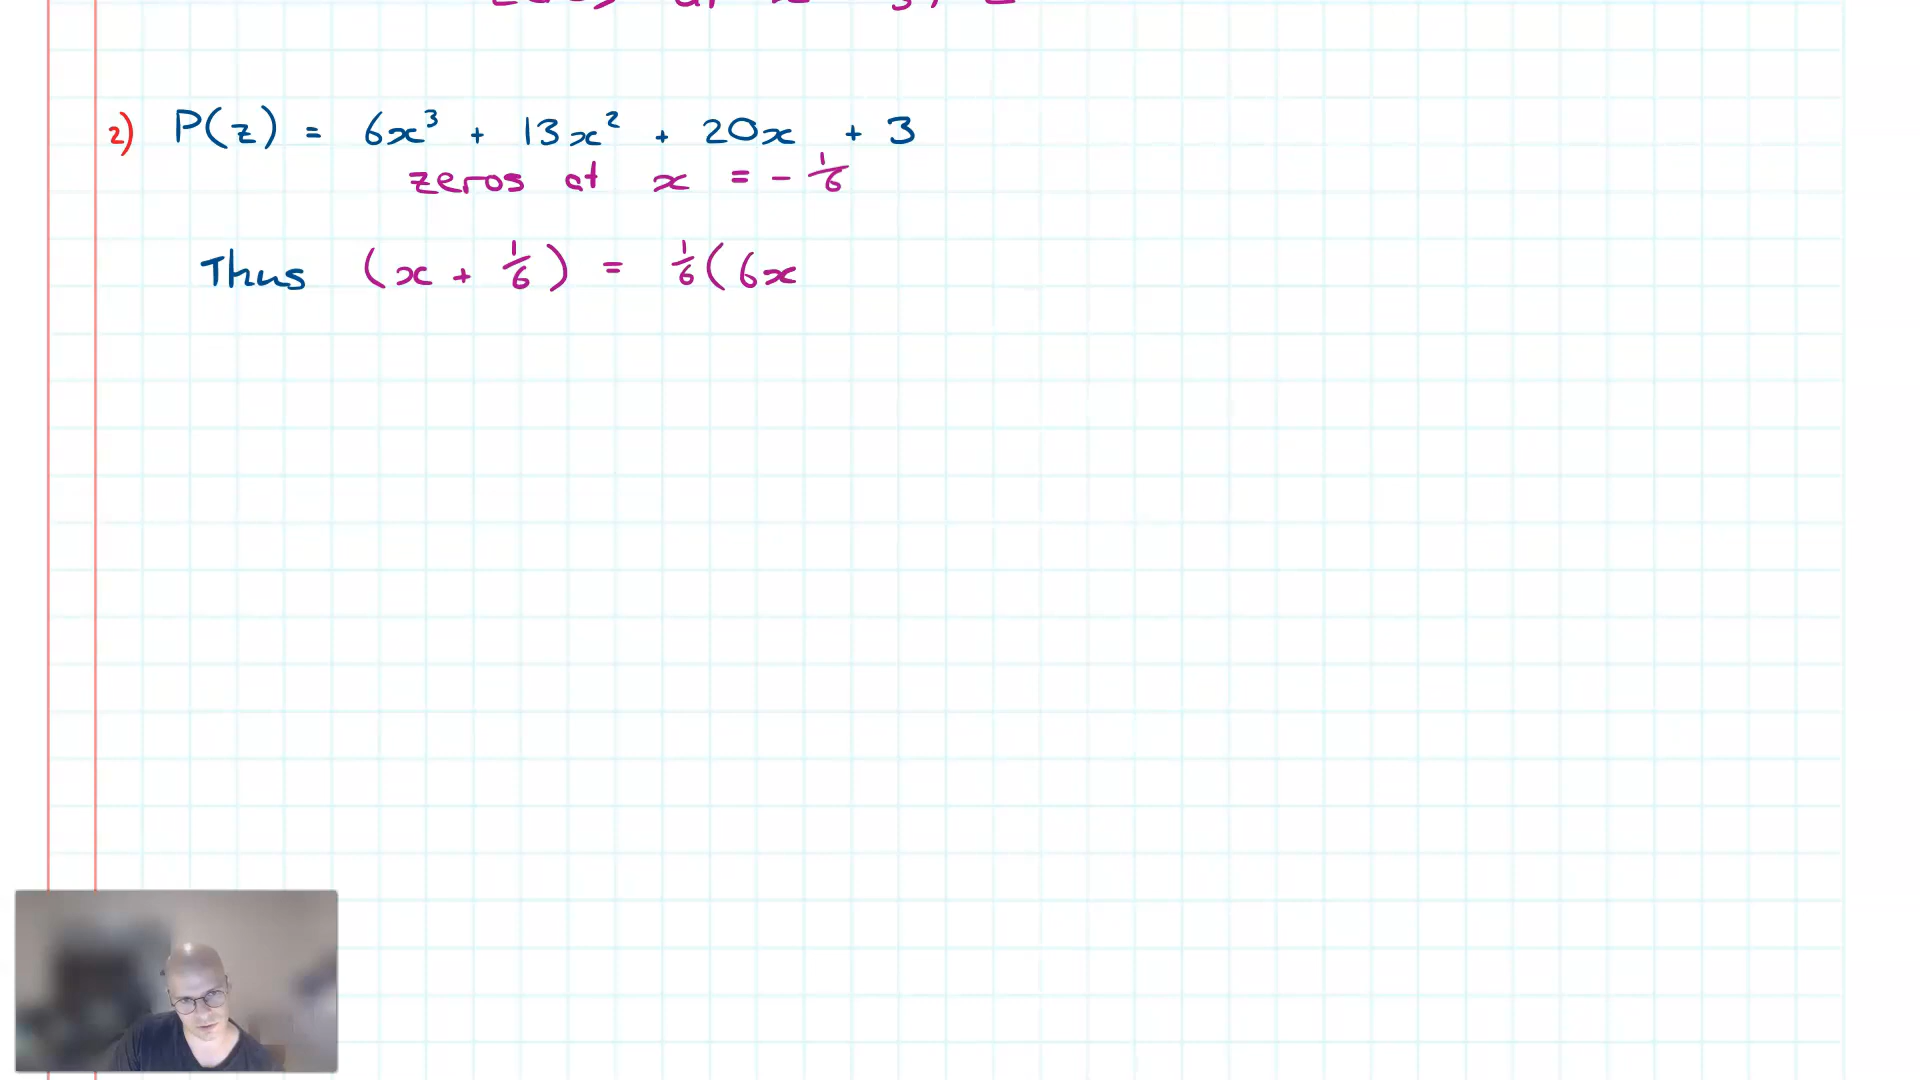 2) P(z) = 6x³ + 13x² + 20x + 3
zeros at x = - 1/6
Thus (x + 1/6) = 1/6(6x